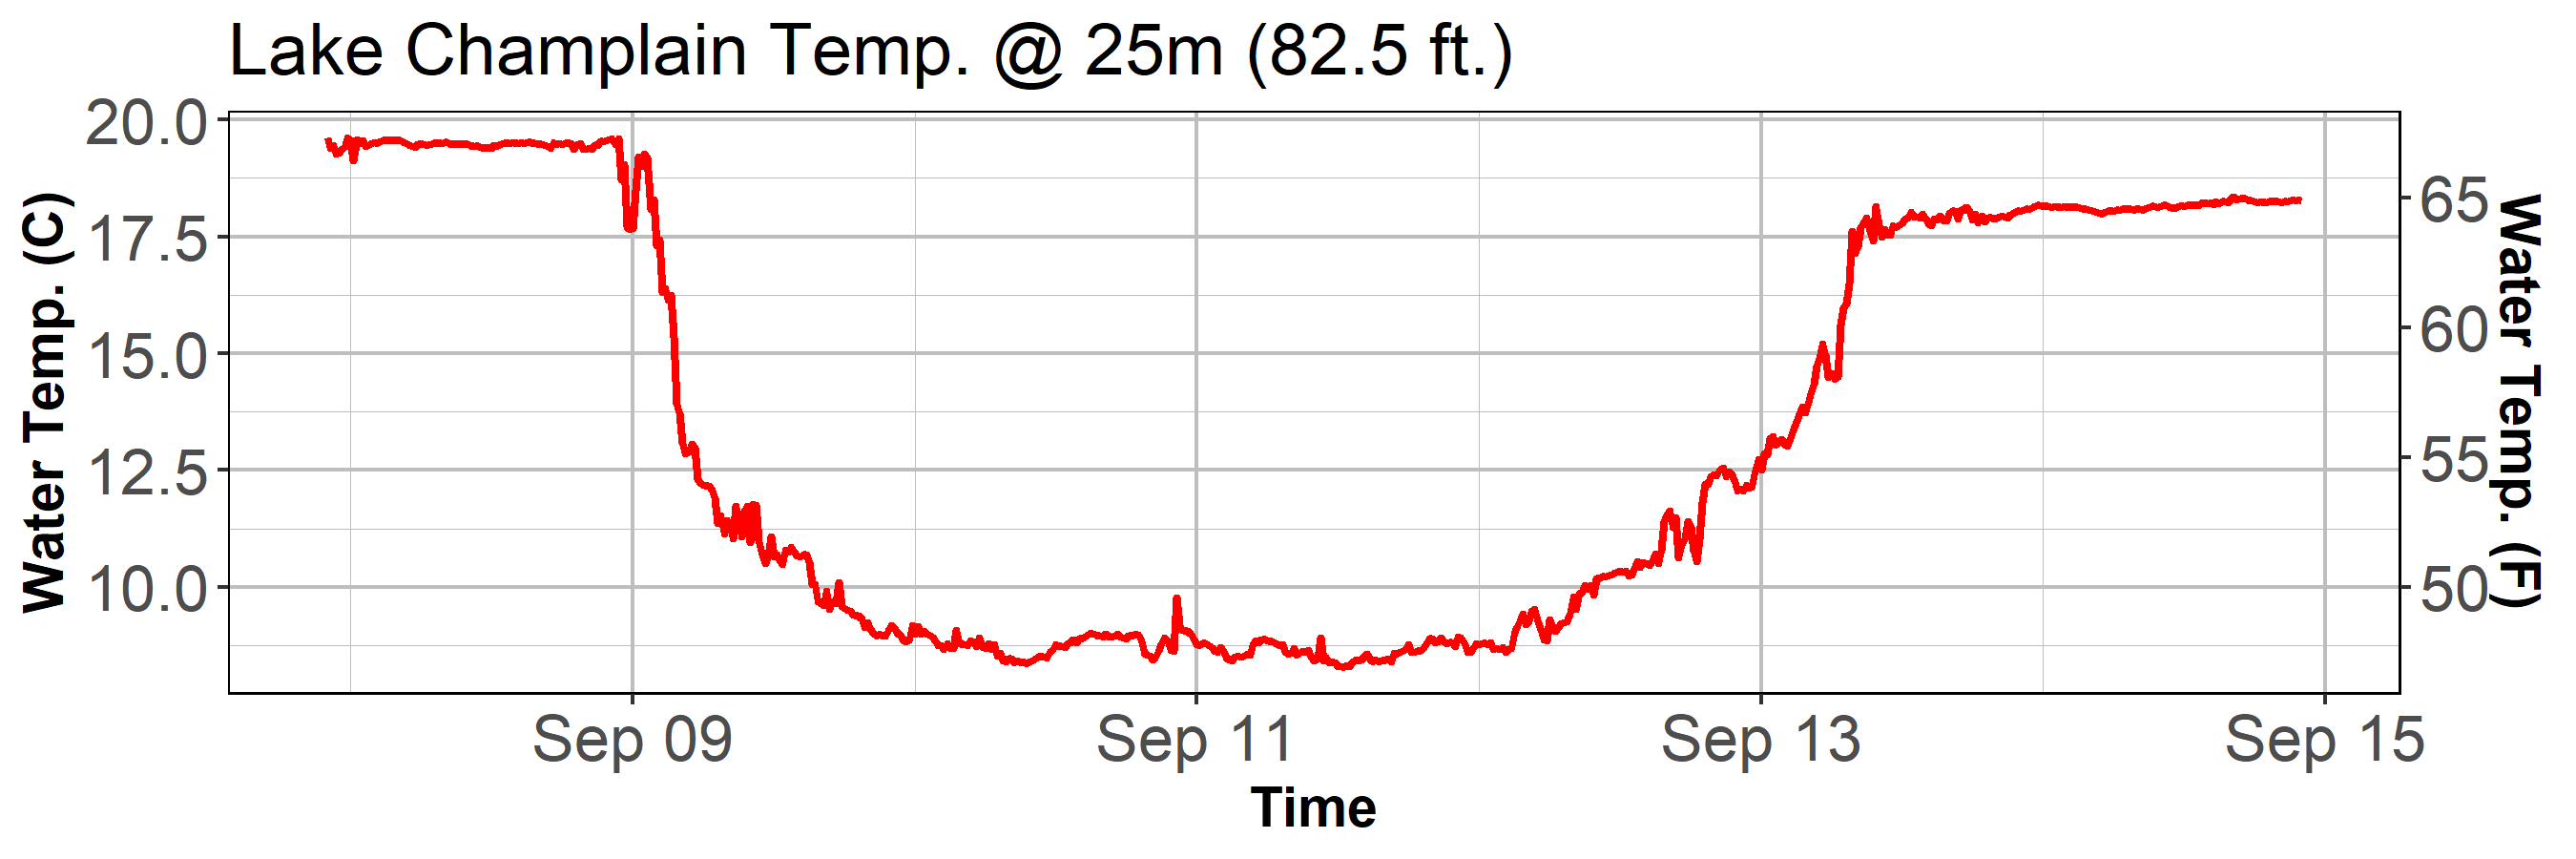 Lake Champlain Temp. @ 25m (82.5 ft.)
Water Temp. (C)
20.0
17.5
15.0
12.5
10.0
65
60
55
50
Water Temp. (F)
Sep 09 Sep 11 Sep 13 Sep 15
Time